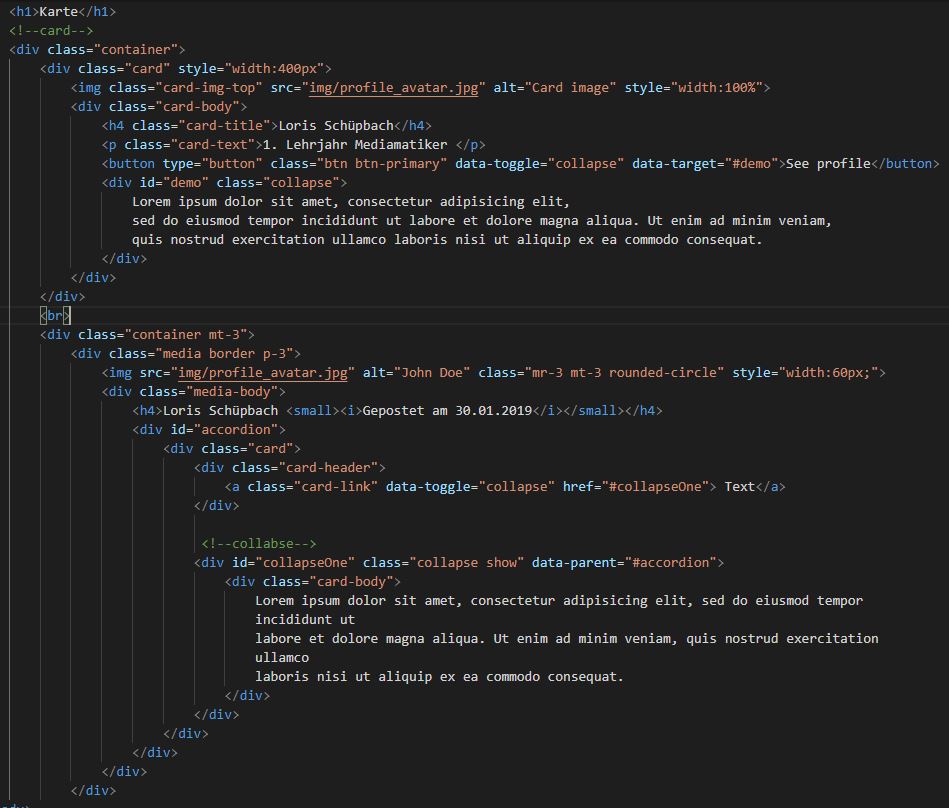 <h1>Karte</h1>
<!--card-->
<div class="container">
<div class="card" style="width:400px">
<img class="card-img-top" src="img/profile_avatar.jpg" alt="Card image" style="width:100%">
<div class="card-body">
<h4 class="card-title">Loris Schüpbach</h4>
<p class="card-text">1. Lehrjahr Mediamatiker </p>
<button type="button" class="btn btn-primary" data-toggle="collapse" data-target="#demo">See profile</button>
<div id="demo" class="collapse">
Lorem ipsum dolor sit amet, consectetur adipisicing elit,
sed do eiusmod tempor incididunt ut labore et dolore magna aliqua. Ut enim ad minim veniam,
quis nostrud exercitation ullamco laboris nisi ut aliquip ex ea commodo consequat.
</div>
</div>
</div>
<br>
<div class="container mt-3">
<div class="media border p-3">
<img src="img/profile_avatar.jpg" alt="John Doe" class="mr-3 mt-3 rounded-circle" style="width:60px;">
<div class="media-body">
<h4>Loris Schüpbach <small><i>Gepostet am 30.01.2019</i></small></h4>
<div id="accordion">
<div class="card">
<div class="card-header">
<a class="card-link" data-toggle="collapse" href="#collapseOne"> Text</a>
</div>
<!--collabse-->
<div id="collapseOne" class="collapse show" data-parent="#accordion">
<div class="card-body">
Lorem ipsum dolor sit amet, consectetur adipisicing elit, sed do eiusmod tempor
incididunt ut
labore et dolore magna aliqua. Ut enim ad minim veniam, quis nostrud exercitation
ullamco
laboris nisi ut aliquip ex ea commodo consequat.
</div>
</div>
</div>
</div>
</div>
</div>